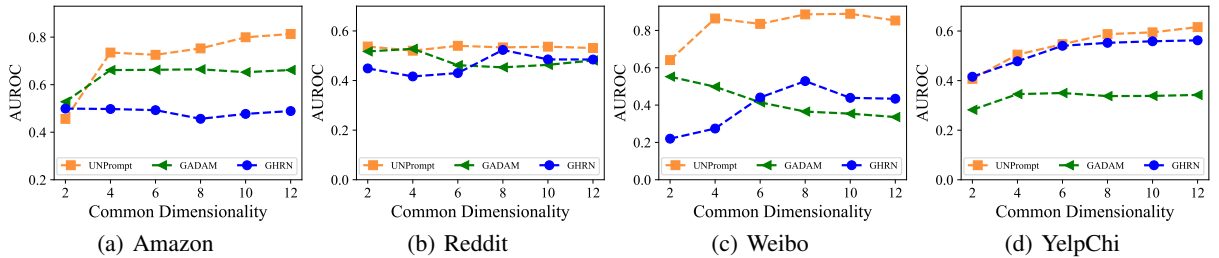 AUROC
0.8
0.6
0.4
0.2
2 4 6 8 10 12
UNPrompt GADAM GHRN
Common Dimensionality
(a) Amazon
AUROC
0.6
0.4
0.2
0.0
2 4 6 8 10 12
UNPrompt GADAM GHRN
Common Dimensionality
(b) Reddit
AUROC
0.8
0.6
0.4
0.2
0.0
2 4 6 8 10 12
UNPrompt GADAM GHRN
Common Dimensionality
(c) Weibo
AUROC
0.6
0.4
0.2
0.0
2 4 6 8 10 12
UNPrompt GADAM GHRN
Common Dimensionality
(d) YelpChi